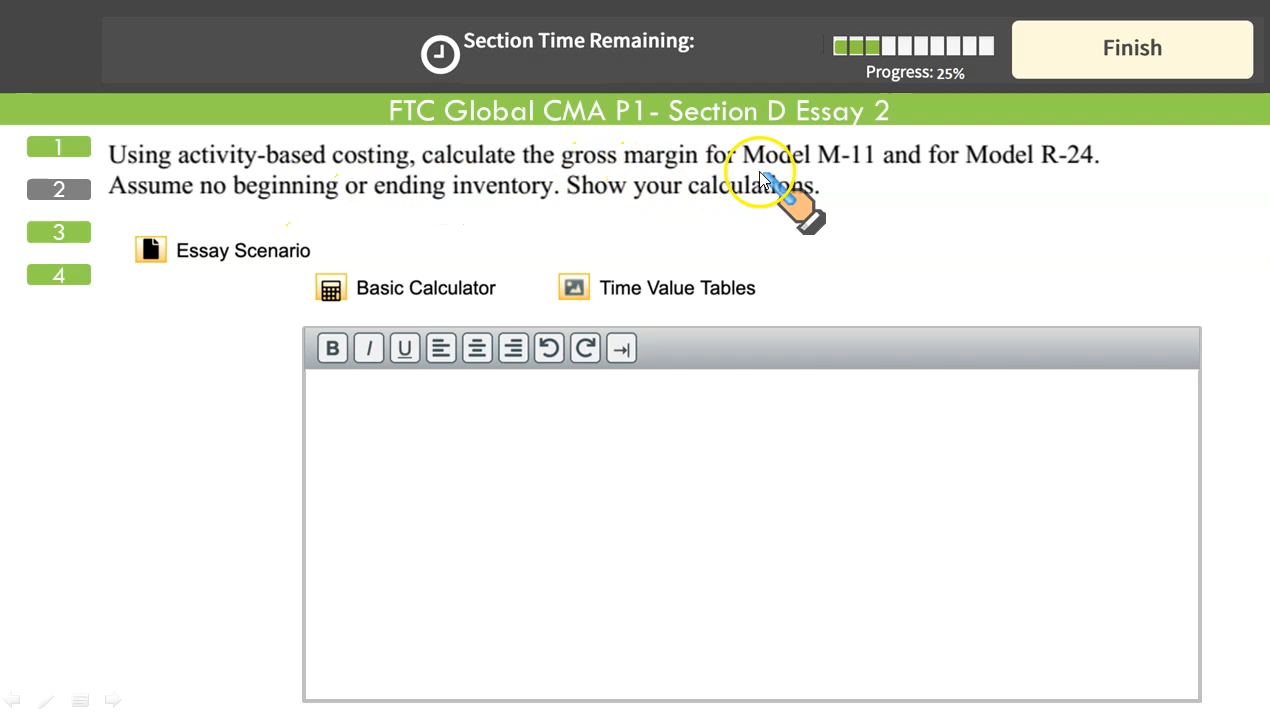 Section Time Remaining:
Progress: 25%
Finish
FTC Global CMA P1- Section D Essay 2
1
2
3
4
Using activity-based costing, calculate the gross margin for Model M-11 and for Model R-24.
Assume no beginning or ending inventory. Show your calculations.
Essay Scenario
Basic Calculator
Time Value Tables
B I U